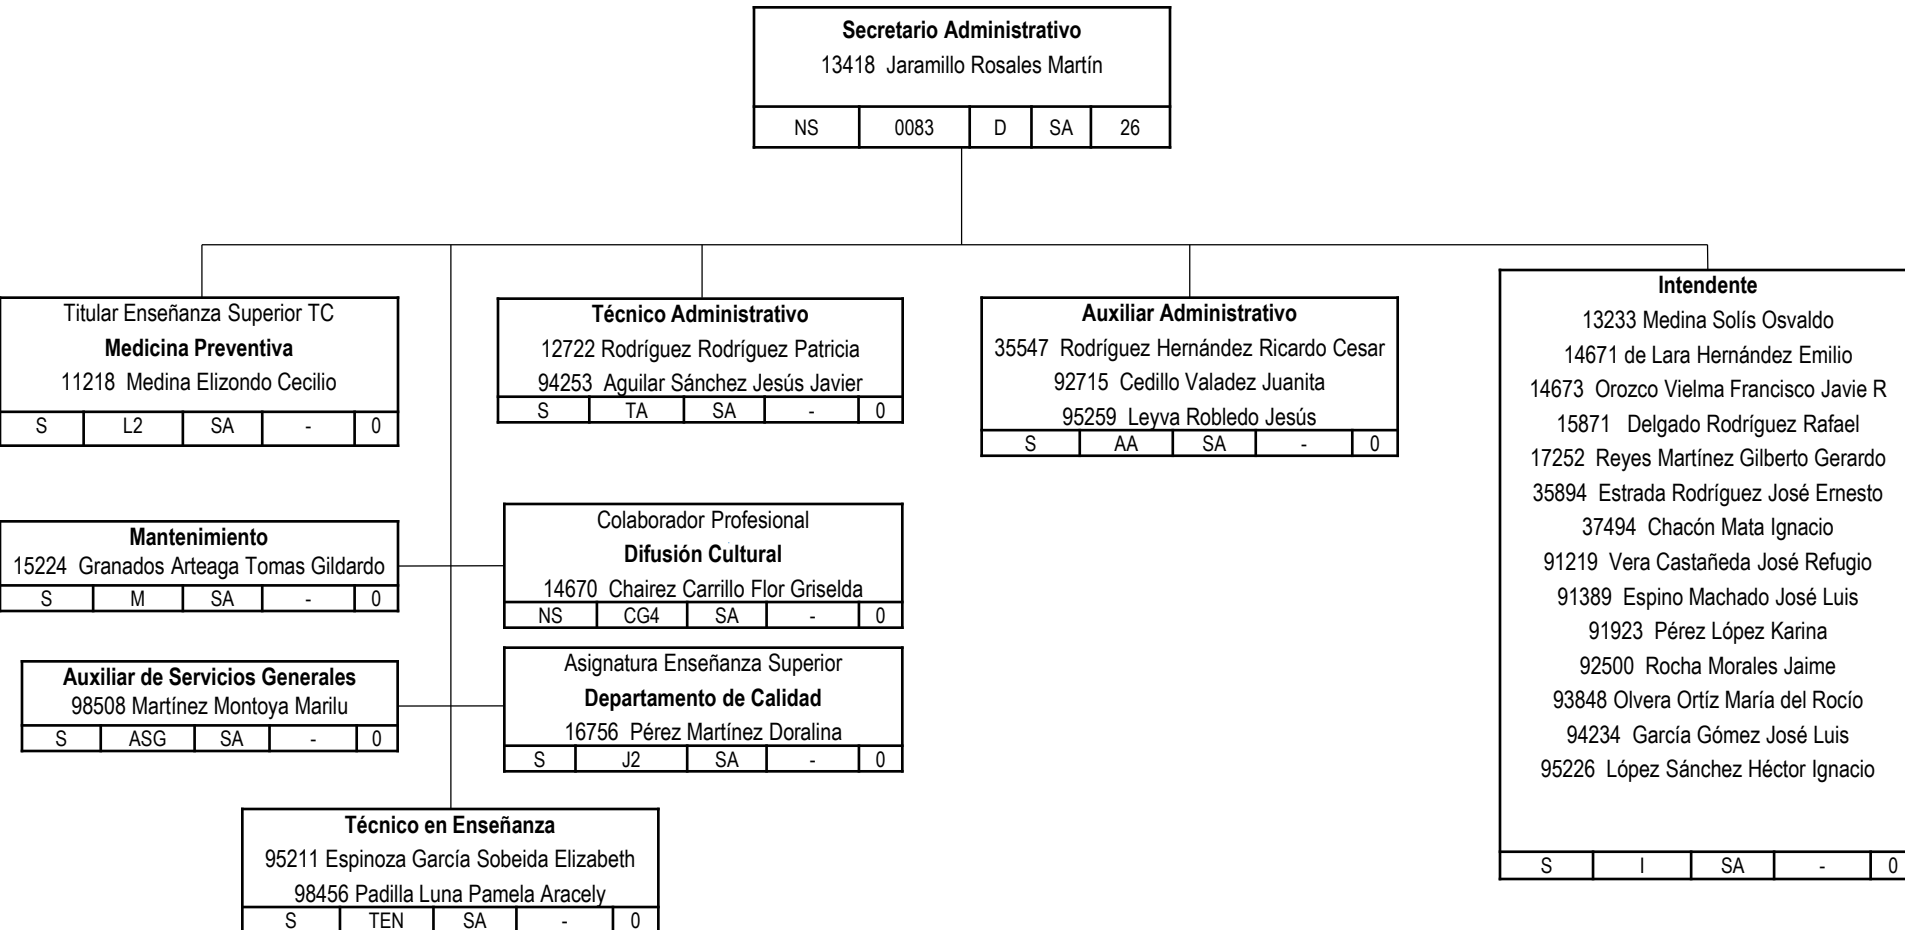 Secretario Administrativo
13418 Jaramillo Rosales Martín
NS 0083 D SA 26
Titular Enseñanza Superior TC
Medicina Preventiva
11218 Medina Elizondo Cecilio
S L2 SA - 0
Técnico Administrativo
12722 Rodríguez Rodríguez Patricia
94253 Aguilar Sánchez Jesús Javier
S TA SA - 0
Auxiliar Administrativo
35547 Rodríguez Hernández Ricardo Cesar
92715 Cedillo Valadez Juanita
95259 Leyva Robledo Jesús
S AA SA - 0
Intendente
13233 Medina Solís Osvaldo
14671 de Lara Hernández Emilio
14673 Orozco Vielma Francisco Javie R
15871 Delgado Rodríguez Rafael
17252 Reyes Martínez Gilberto Gerardo
35894 Estrada Rodríguez José Ernesto
37494 Chacón Mata Ignacio
91219 Vera Castañeda José Refugio
91389 Espino Machado José Luis
91923 Pérez López Karina
92500 Rocha Morales Jaime
93848 Olvera Ortíz María del Rocío
94234 García Gómez José Luis
95226 López Sánchez Héctor Ignacio
S I SA - 0
Mantenimiento
15224 Granados Arteaga Tomas Gildardo
S M SA - 0
Colaborador Profesional
Difusión Cultural
14670 Chairez Carrillo Flor Griselda
NS CG4 SA - 0
Auxiliar de Servicios Generales
98508 Martínez Montoya Marilu
S ASG SA - 0
Asignatura Enseñanza Superior
Departamento de Calidad
16756 Pérez Martínez Doralina
S J2 SA - 0
Técnico en Enseñanza
95211 Espinoza García Sobeida Elizabeth
98456 Padilla Luna Pamela Aracely
S TEN SA - 0